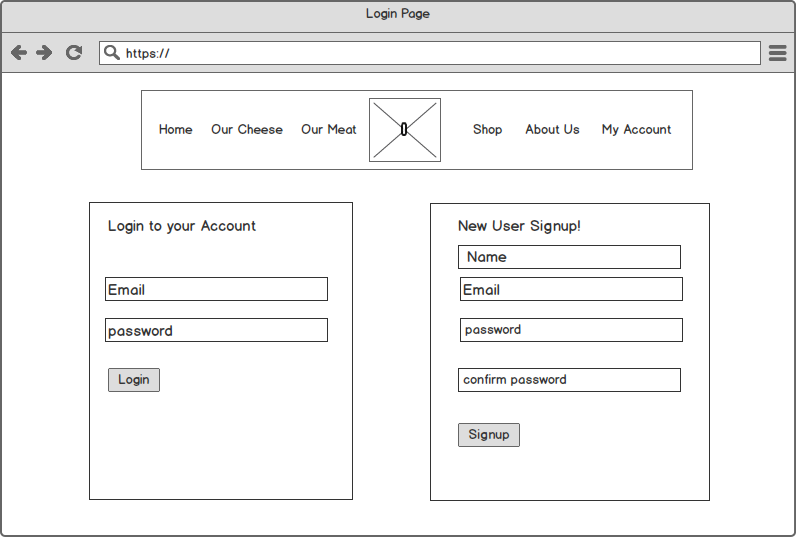 Login Page
https://
Home Our Cheese Our Meat Shop About Us My Account
Login to your Account
Email
password
Login
New User Signup!
Name
Email
password
confirm password
Signup